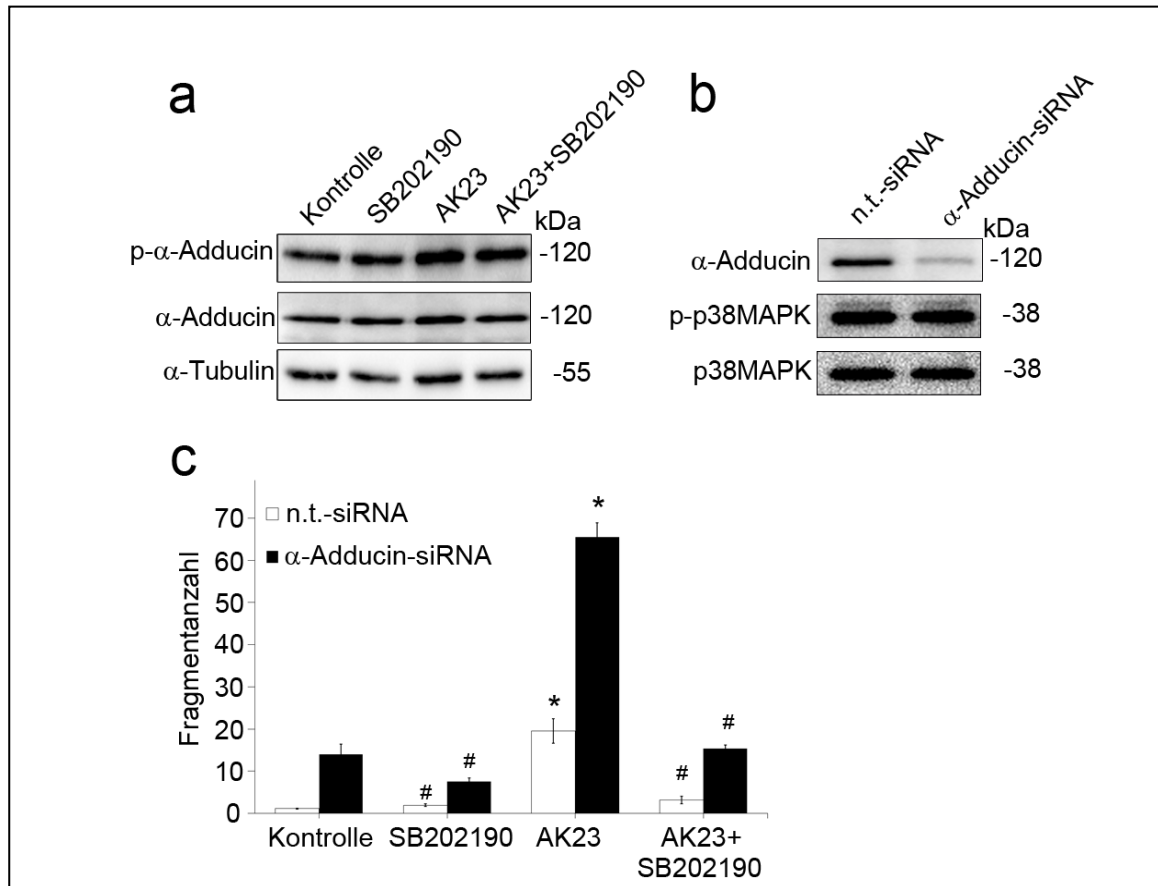 a
Kontrolle
SB202190
AK23
AK23+SB202190
kDa
p-α-Adducin
-120
α-Adducin
-120
α-Tubulin
-55
b
n.t.-siRNA
α-Adducin-siRNA
kDa
α-Adducin
-120
p-p38MAPK
-38
p38MAPK
-38
c
Fragmentanzahl
70
60
50
40
30
20
10
0
n.t.-siRNA
α-Adducin-siRNA
*
*
#
#
#
#
Kontrolle
SB202190
AK23
AK23+
SB202190